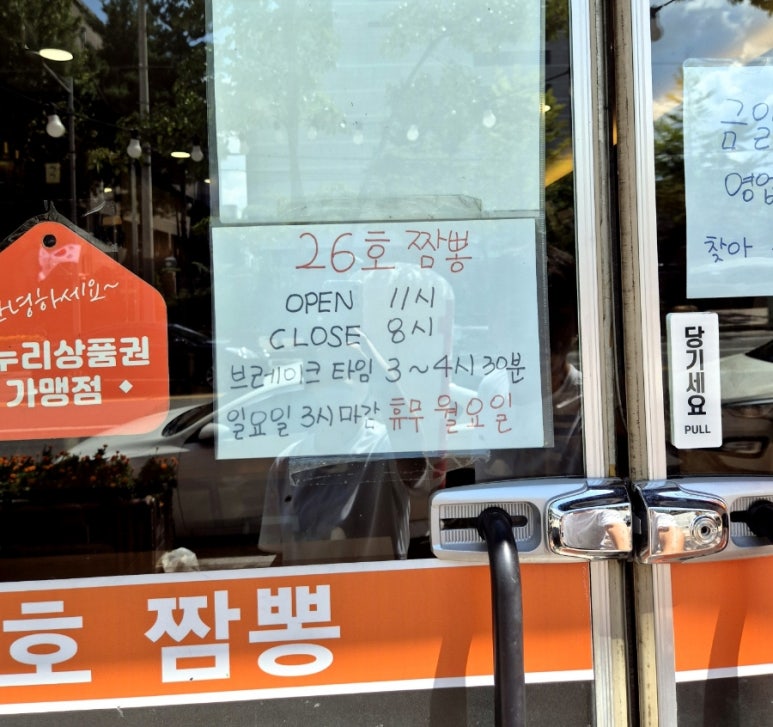 26호 짬뽕
OPEN 11시
CLOSE 8시
브레이크 타임 3~4시 30분
일요일 3시 마감 휴무 월요일
안녕하세요~
누리상품권
가맹점
영업
찾아
당기세요
PULL
호 짬뽕